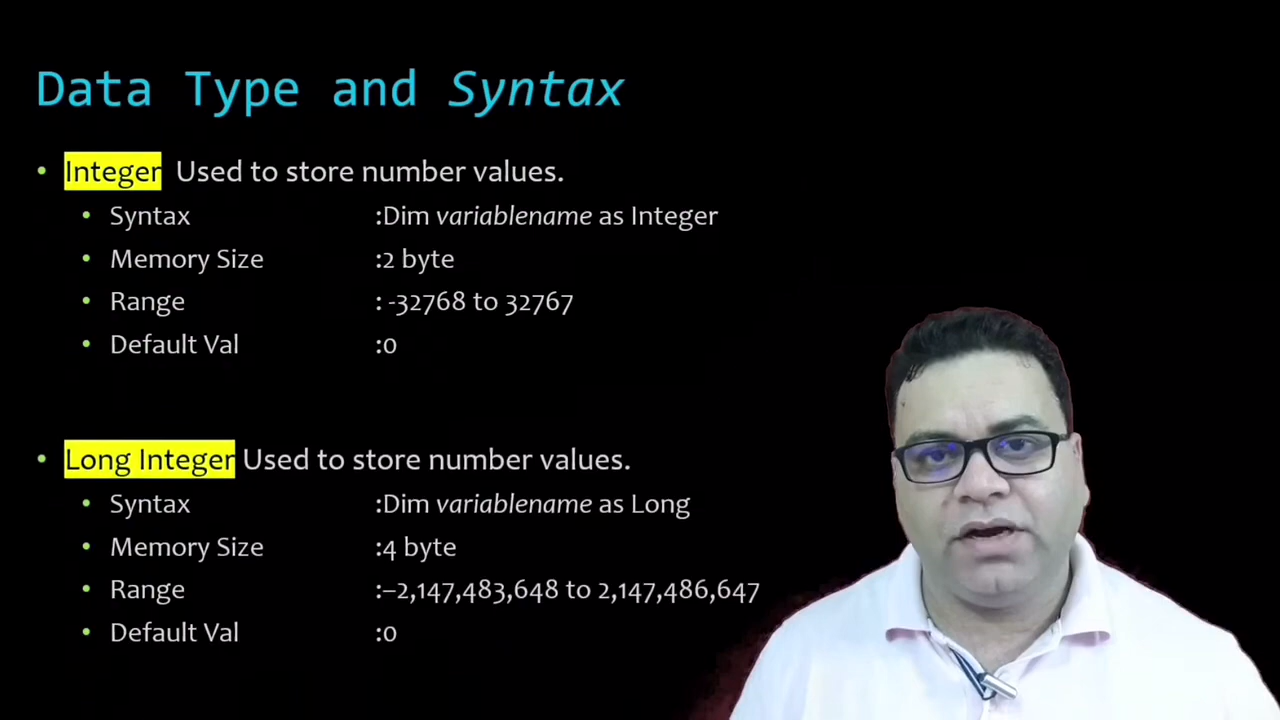 Data Type and Syntax
• Integer Used to store number values.
• Syntax :Dim variablename as Integer
• Memory Size :2 byte
• Range : -32768 to 32767
• Default Val :0
• Long Integer Used to store number values.
• Syntax :Dim variablename as Long
• Memory Size :4 byte
• Range :–2,147,483,648 to 2,147,486,647
• Default Val :0